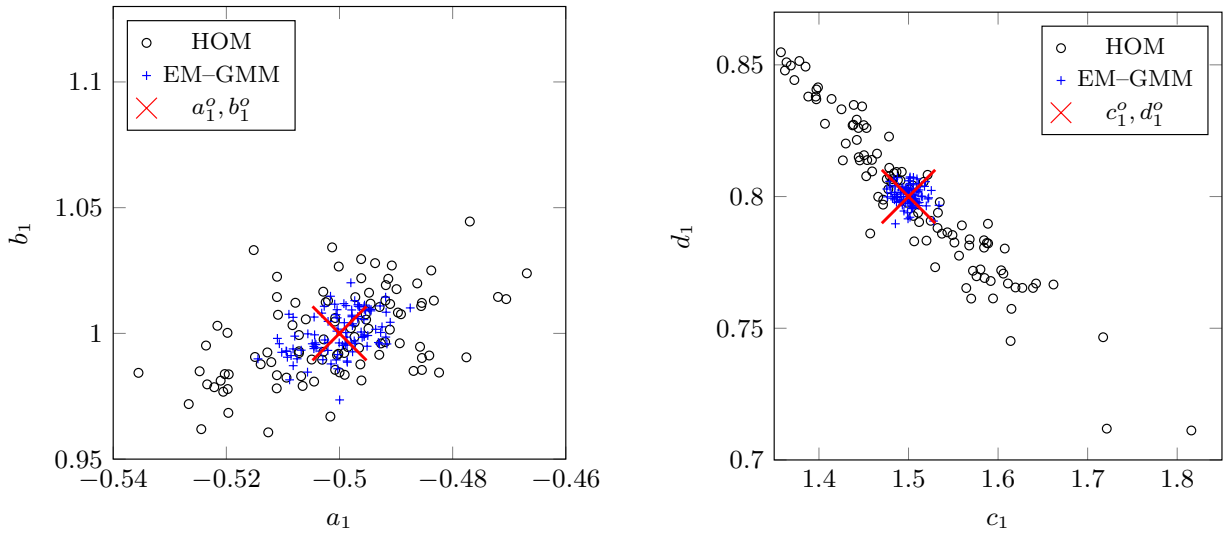 HOM
EM–GMM
a₁ᵒ, b₁ᵒ
1.1
1.05
1
0.95
b₁
−0.54
−0.52
−0.5
−0.48
−0.46
a₁
HOM
EM–GMM
c₁ᵒ, d₁ᵒ
0.85
0.8
0.75
0.7
d₁
1.4
1.5
1.6
1.7
1.8
c₁